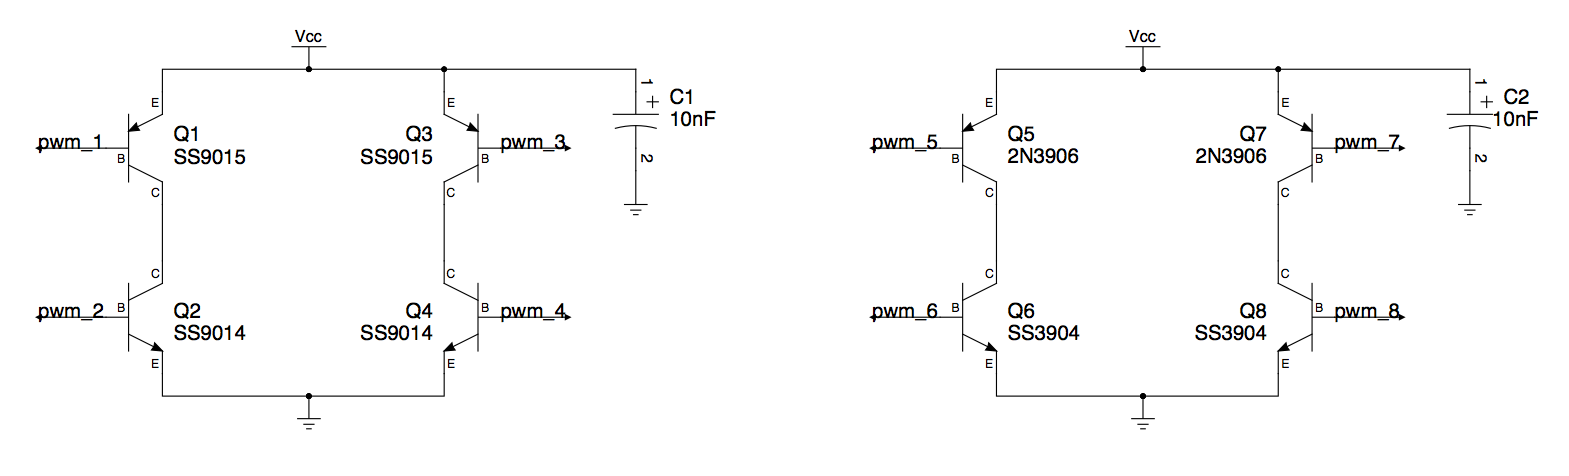 Vcc
Vcc
E
E
1
+
C1
10nF
E
E
1
+
C2
10nF
pwm_1
B
Q1
SS9015
Q3
SS9015
B
pwm_3
2
pwm_5
B
Q5
2N3906
Q7
2N3906
B
pwm_7
2
C
C
C
C
C
C
C
C
pwm_2
B
Q2
SS9014
Q4
SS9014
B
pwm_4
pwm_6
B
Q6
SS3904
Q8
SS3904
B
pwm_8
E
E
E
E